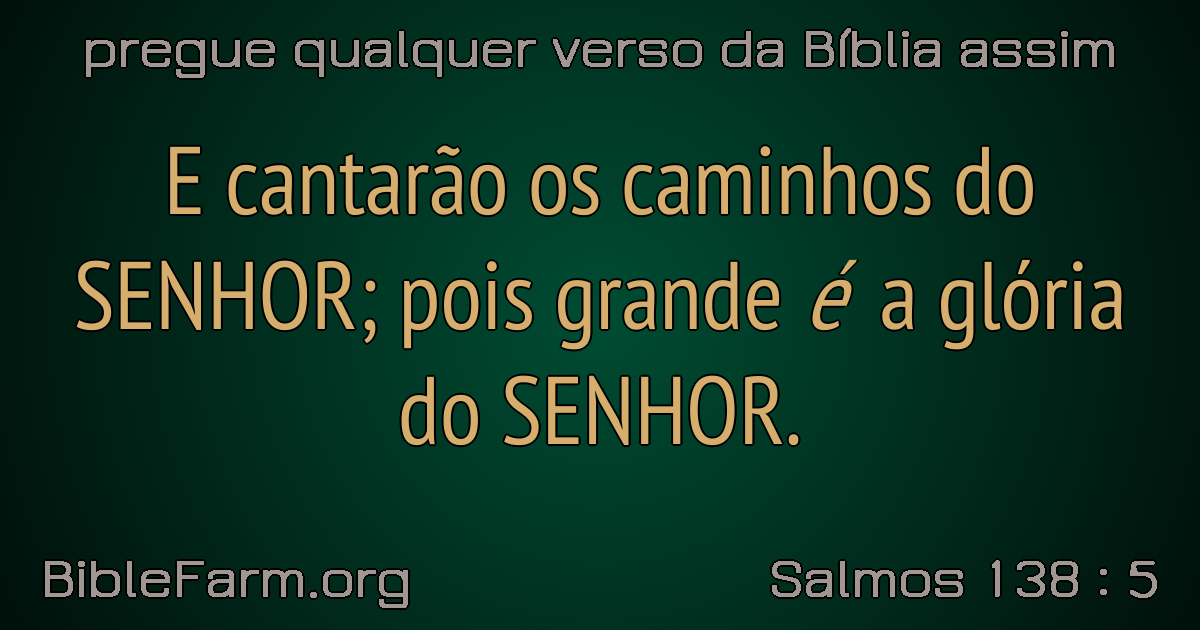 pregue qualquer verso da Bíblia assim
E cantarão os caminhos do
SENHOR; pois grande é a glória
do SENHOR.
BibleFarm.org
Salmos 138 : 5